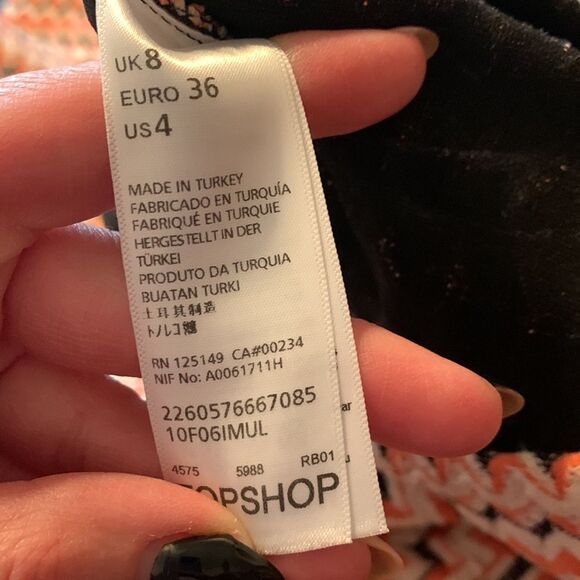 UK 8
EURO 36
US 4
MADE IN TURKEY
FABRICADO EN TURQUÍA
FABRIQUÉ EN TURQUIE
HERGESTELLT IN DER
TÜRKEI
PRODUTO DA TURQUIA
BUATAN TURKI
土耳其制造
トルコ製
RN 125149 CA#00234
NIF No: A0061711H
2260576667085
10F06IMUL
4575 5988 RB01
TOPSHOP
ar